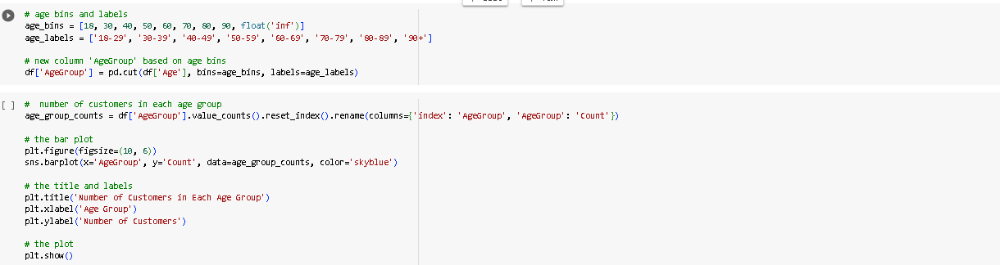 # age bins and labels
age_bins = [18, 30, 40, 50, 60, 70, 80, 90, float('inf')]
age_labels = ['18-29', '30-39', '40-49', '50-59', '60-69', '70-79', '80-89', '90+']
# new column 'AgeGroup' based on age bins
df['AgeGroup'] = pd.cut(df['Age'], bins=age_bins, labels=age_labels)
[ ]
#  number of customers in each age group
age_group_counts = df['AgeGroup'].value_counts().reset_index().rename(columns={'index': 'AgeGroup', 'AgeGroup': 'Count'})
# the bar plot
plt.figure(figsize=(10, 6))
sns.barplot(x='AgeGroup', y='Count', data=age_group_counts, color='skyblue')
# the title and labels
plt.title('Number of Customers in Each Age Group')
plt.xlabel('Age Group')
plt.ylabel('Number of Customers')
# the plot
plt.show()